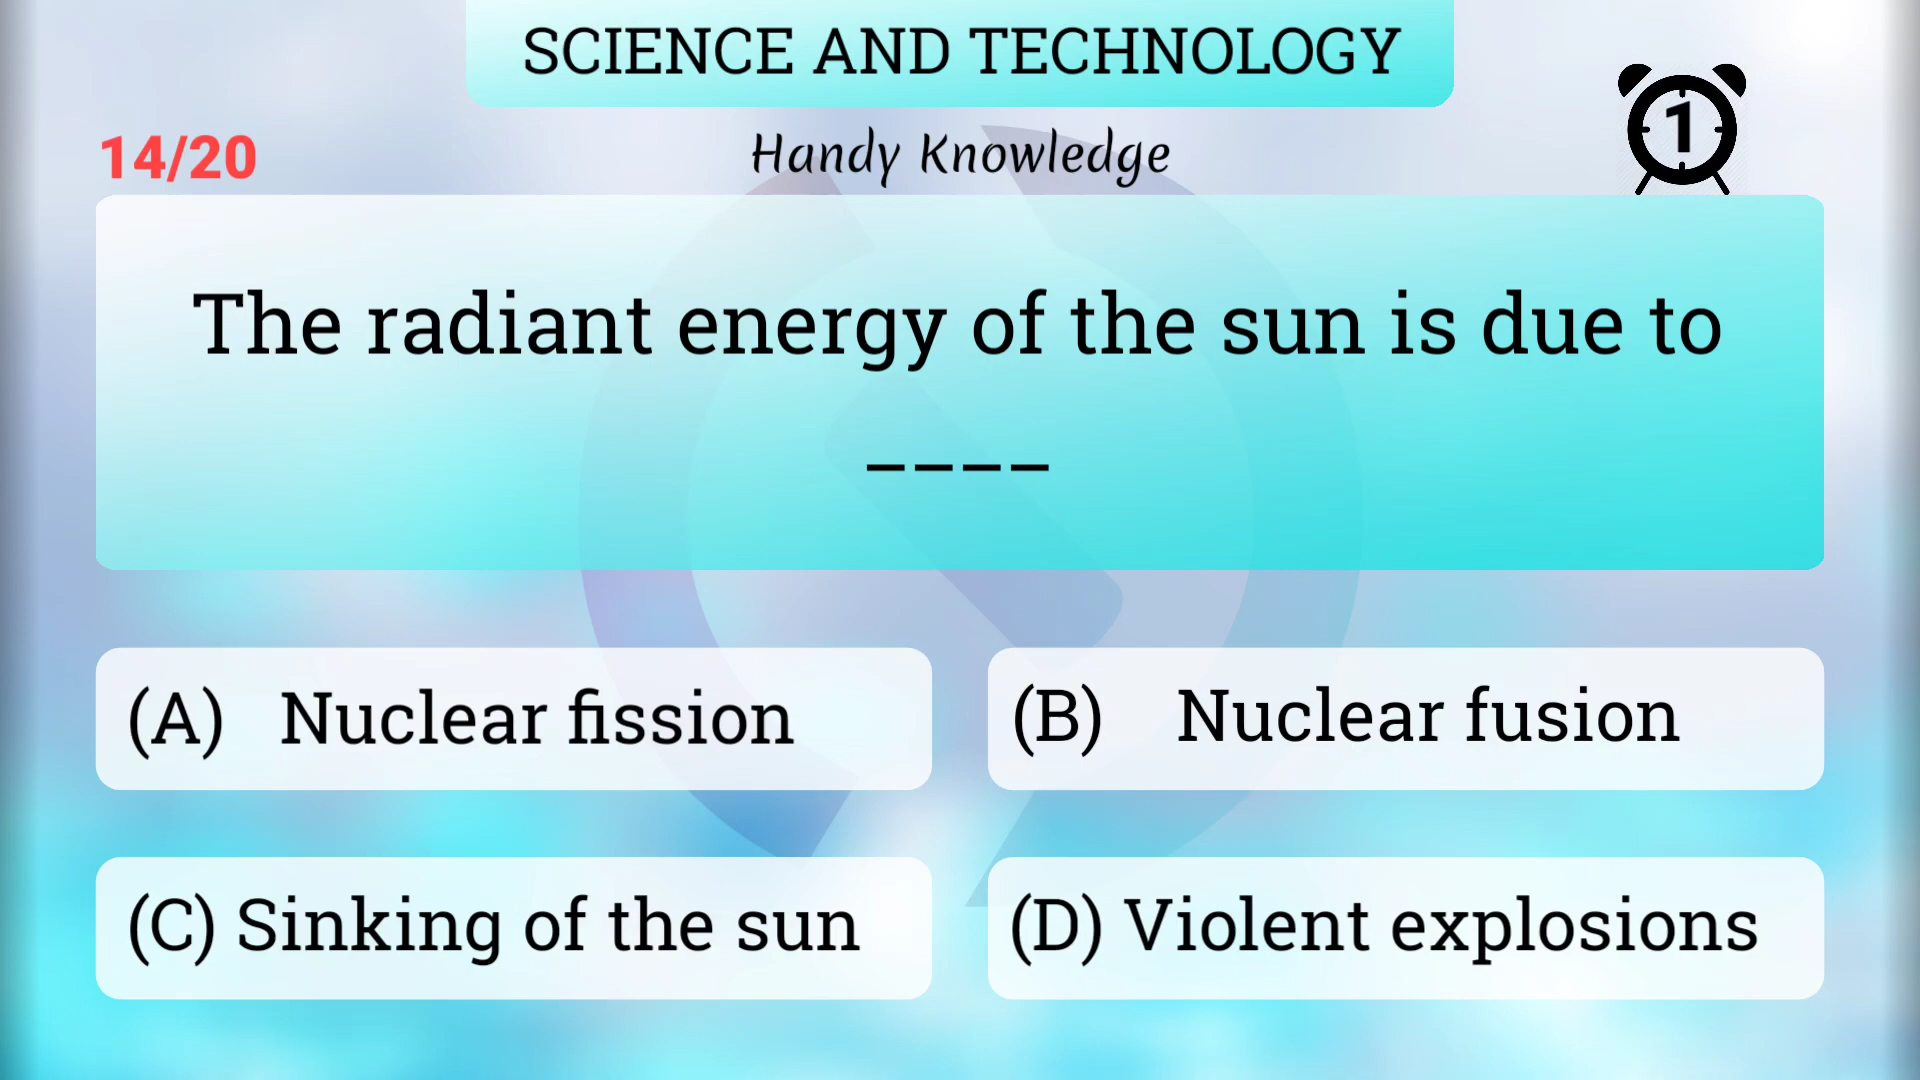 SCIENCE AND TECHNOLOGY
14/20
Handy Knowledge
1
The radiant energy of the sun is due to
____
(A) Nuclear fission
(B) Nuclear fusion
(C) Sinking of the sun
(D) Violent explosions